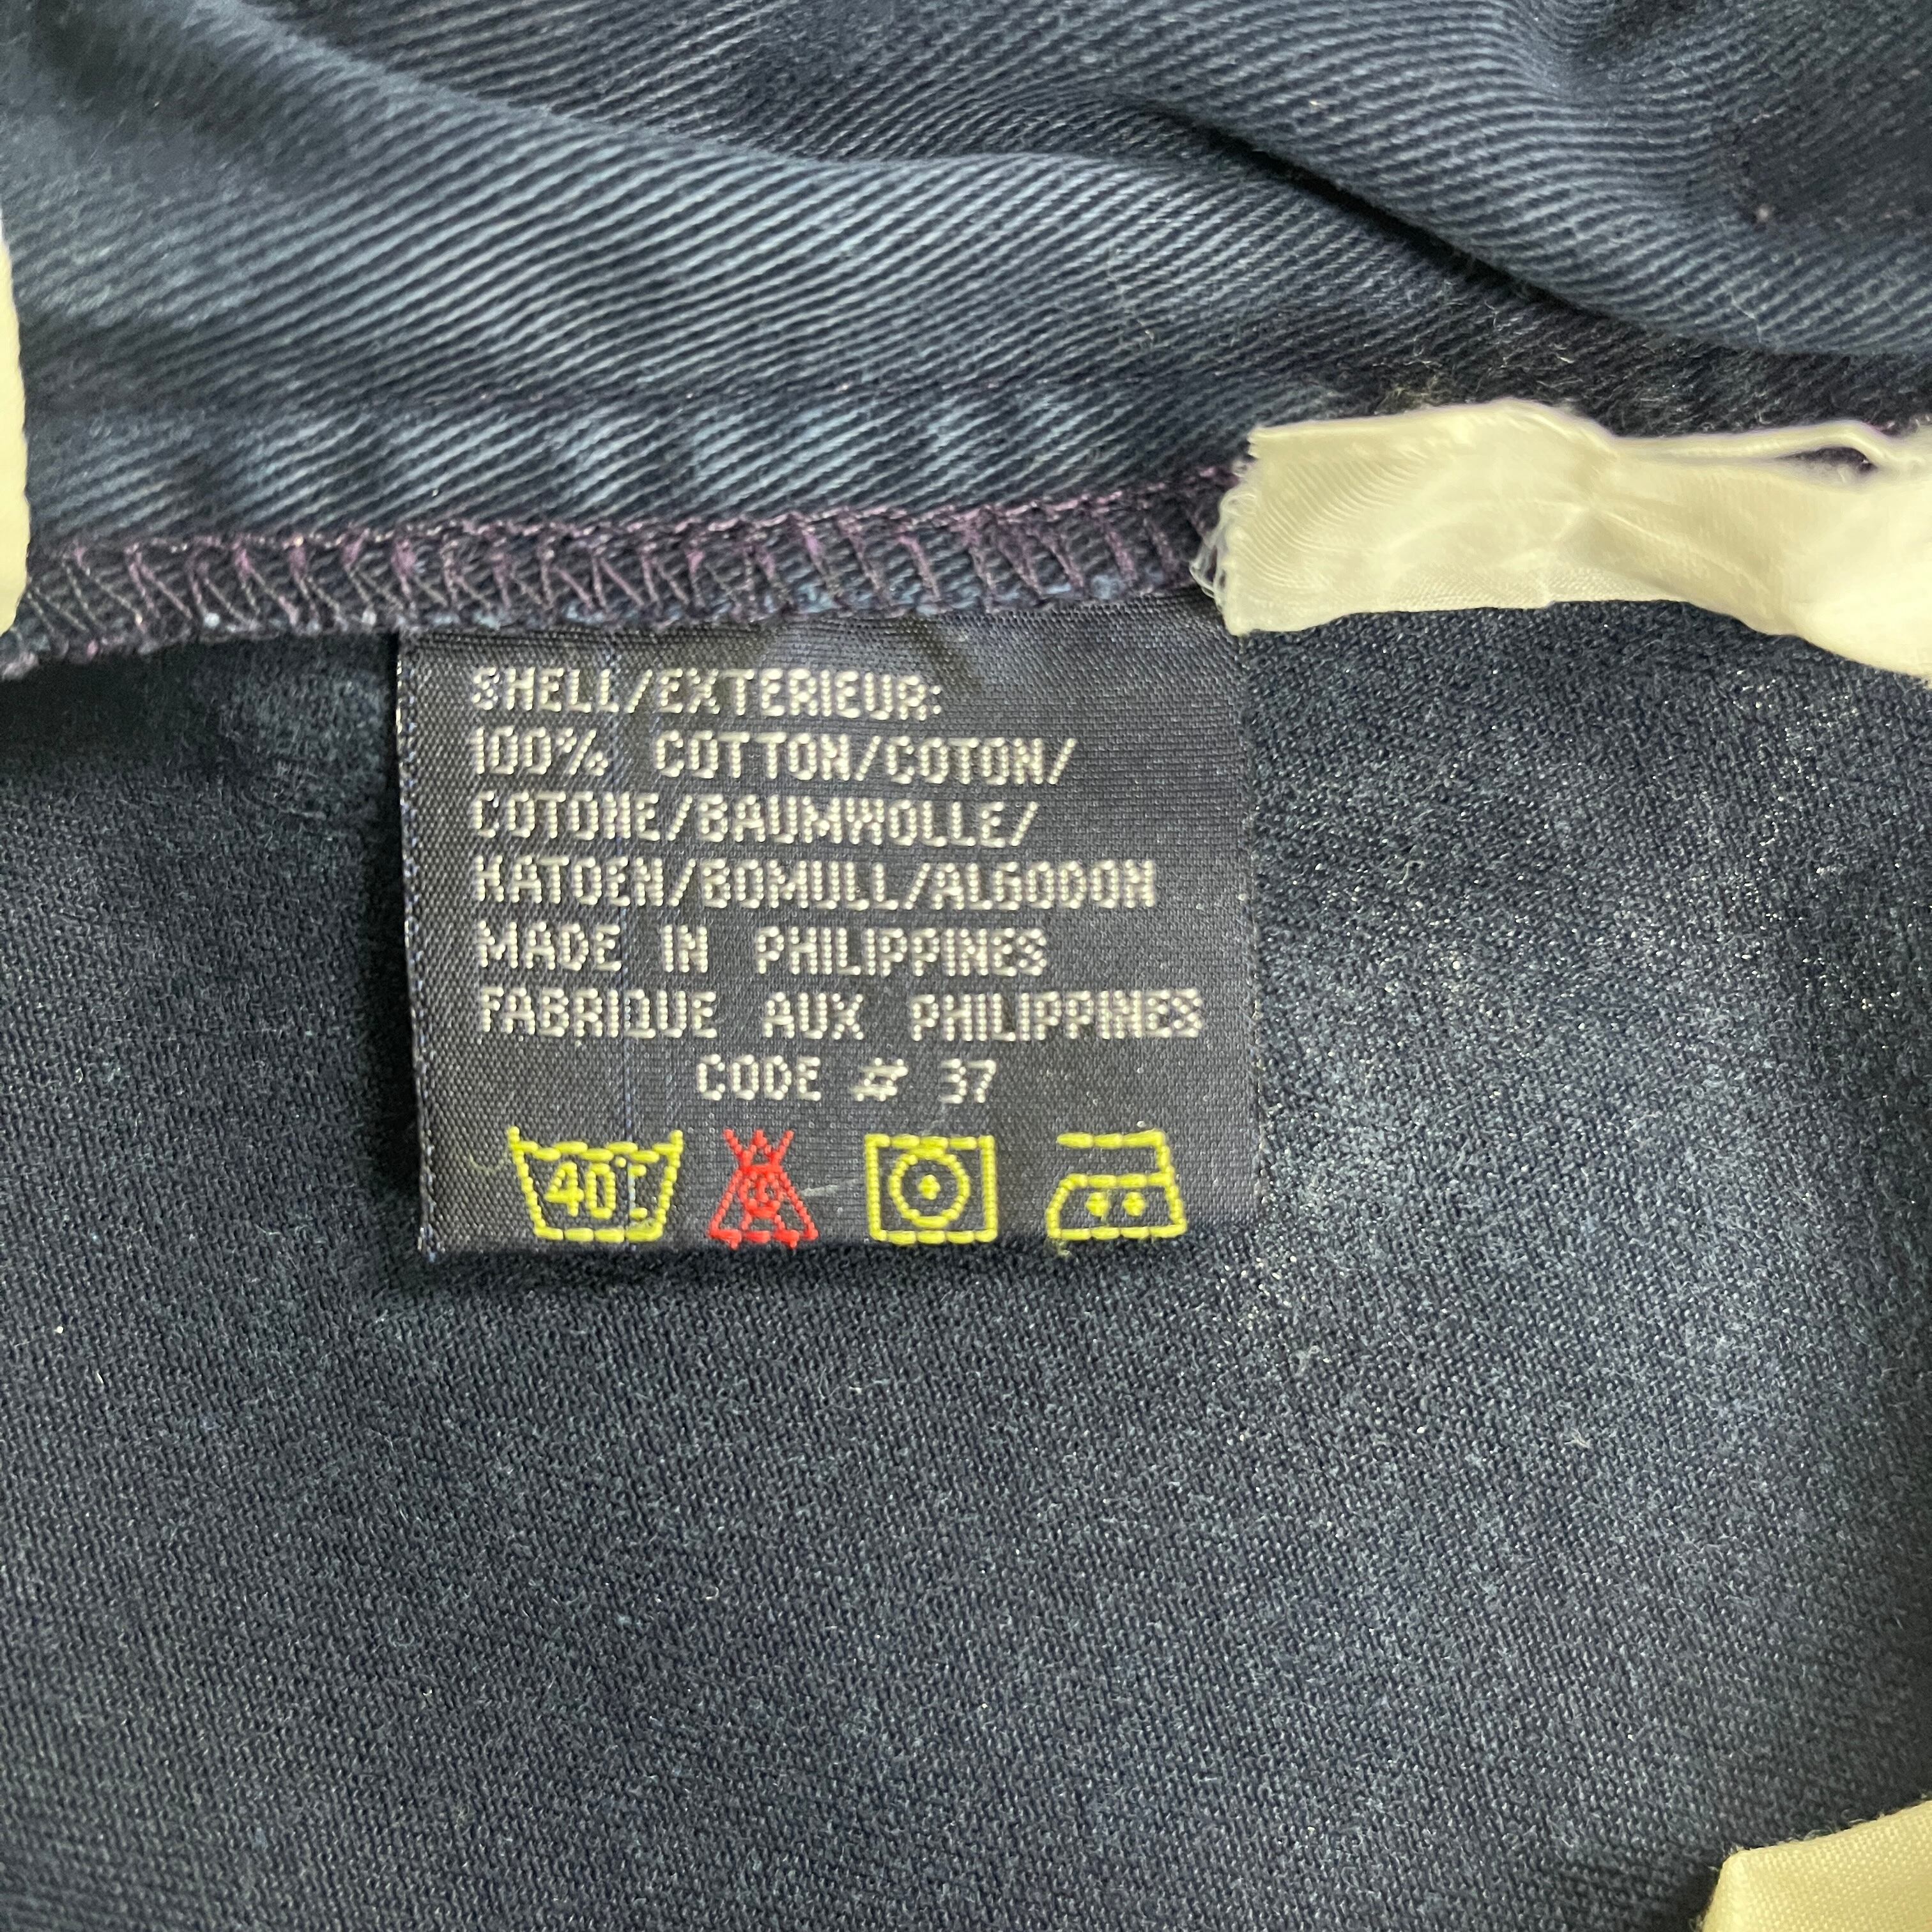 SHELL/EXTERIEUR:
100% COTTON/COTON/
COTONE/BAUMWOLLE/
KATOEN/BOMULL/ALGODON
MADE IN PHILIPPINES
FABRIQUE AUX PHILIPPINES
CODE # 37
40°C